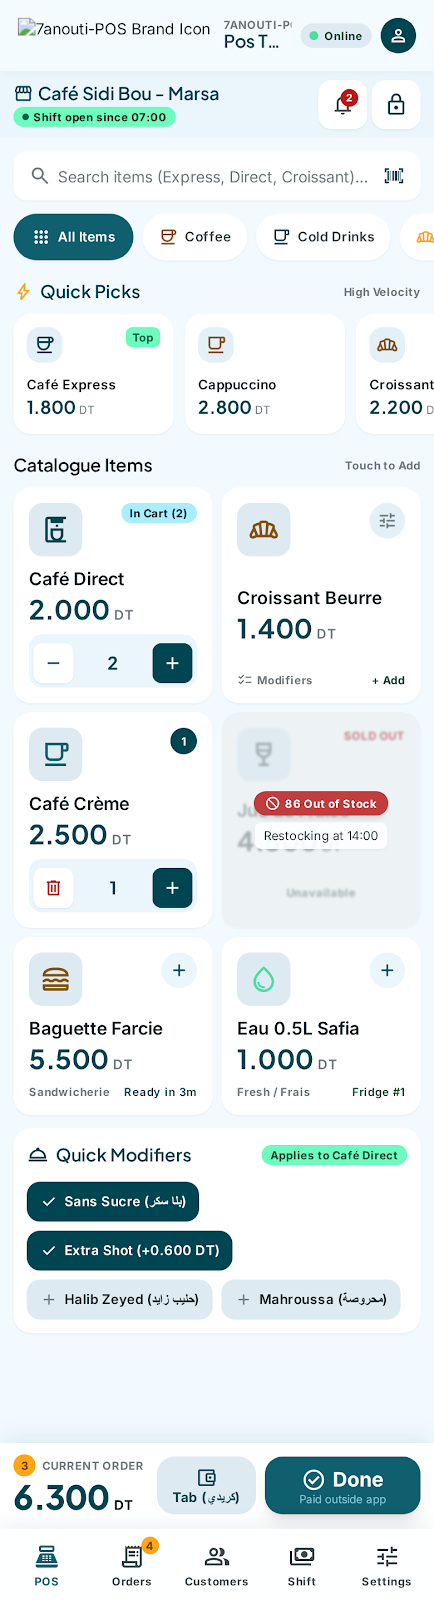 7anouti-POS Brand Icon
7ANOUTI-P
Pos T...
Online
Café Sidi Bou - Marsa
Shift open since 07:00
2
Search items (Express, Direct, Croissant)...
All Items
Coffee
Cold Drinks
Quick Picks
High Velocity
Top
Café Express
1.800 DT
Cappuccino
2.800 DT
Croissant
2.200
Catalogue Items
Touch to Add
In Cart (2)
Café Direct
2.000 DT
2
Croissant Beurre
1.400 DT
Modifiers
+ Add
1
Café Crème
2.500 DT
1
SOLD OUT
86 Out of Stock
Restocking at 14:00
Unavailable
Baguette Farcie
5.500 DT
Sandwicherie
Ready in 3m
Eau 0.5L Safia
1.000 DT
Fresh / Frais
Fridge #1
Quick Modifiers
Applies to Café Direct
Sans Sucre (بلا سكر)
Extra Shot (+0.600 DT)
Halib Zeyed (حليب زايد)
Mahroussa (محروصة)
3
CURRENT ORDER
6.300 DT
Tab (كريدي)
Done
Paid outside app
POS
4
Orders
Customers
Shift
Settings